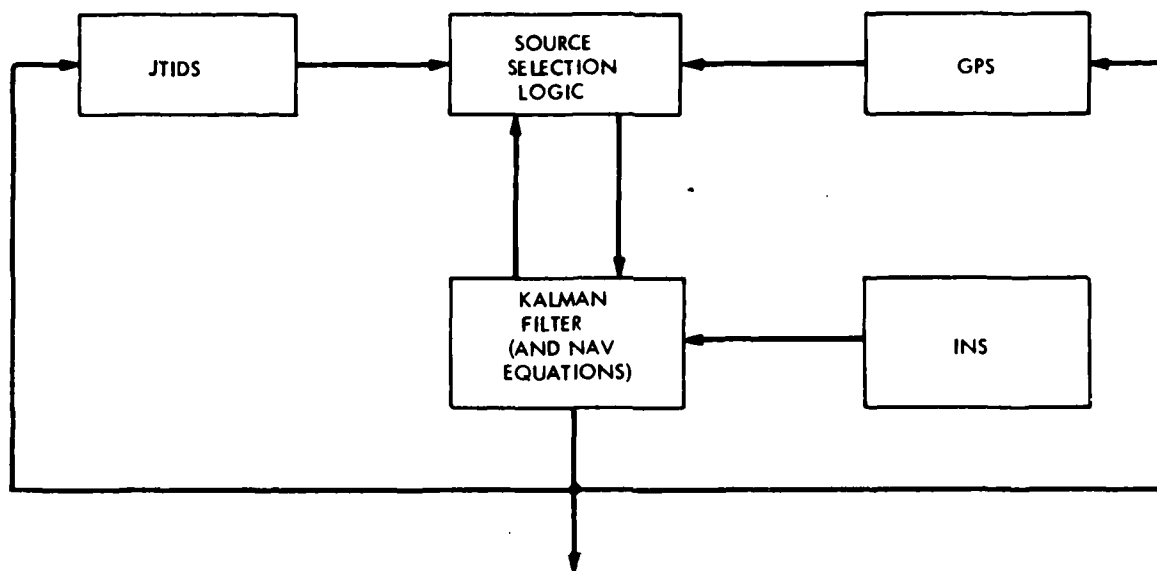 JTIDS
SOURCE
SELECTION
LOGIC
GPS
KALMAN
FILTER
(AND NAV
EQUATIONS)
INS